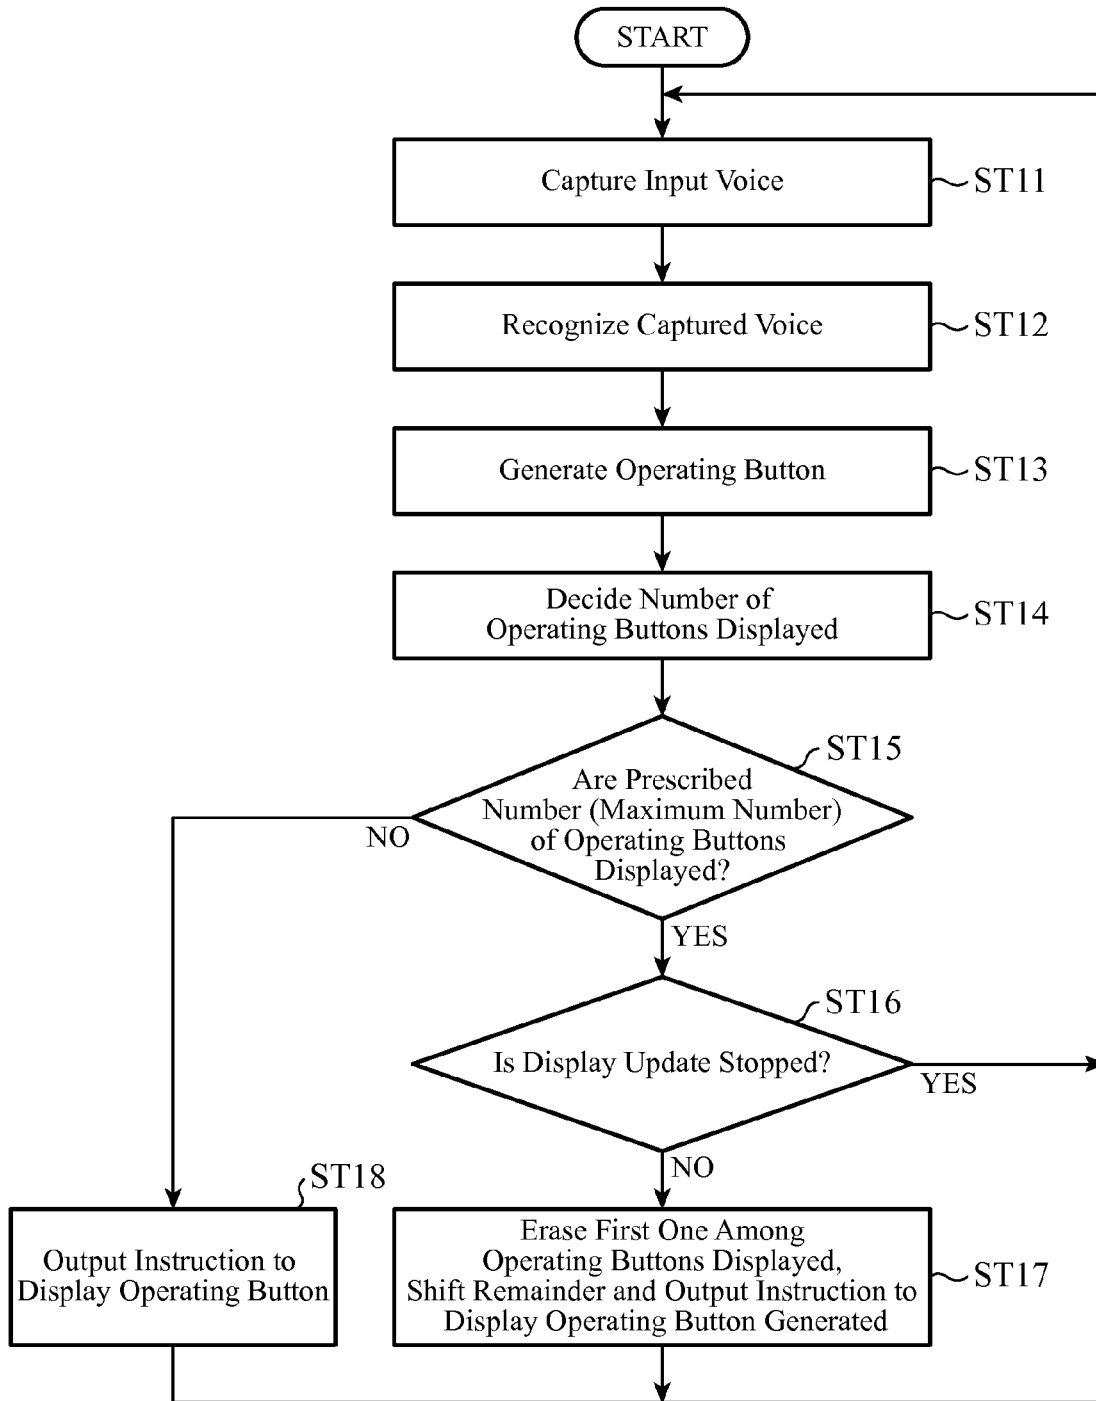 START
Capture Input Voice
ST11
Recognize Captured Voice
ST12
Generate Operating Button
ST13
Decide Number of
Operating Buttons Displayed
ST14
ST15
Are Prescribed
Number (Maximum Number)
of Operating Buttons
Displayed?
NO
YES
ST16
Is Display Update Stopped?
YES
NO
ST18
Output Instruction to
Display Operating Button
Erase First One Among
Operating Buttons Displayed,
Shift Remainder and Output Instruction to
Display Operating Button Generated
ST17